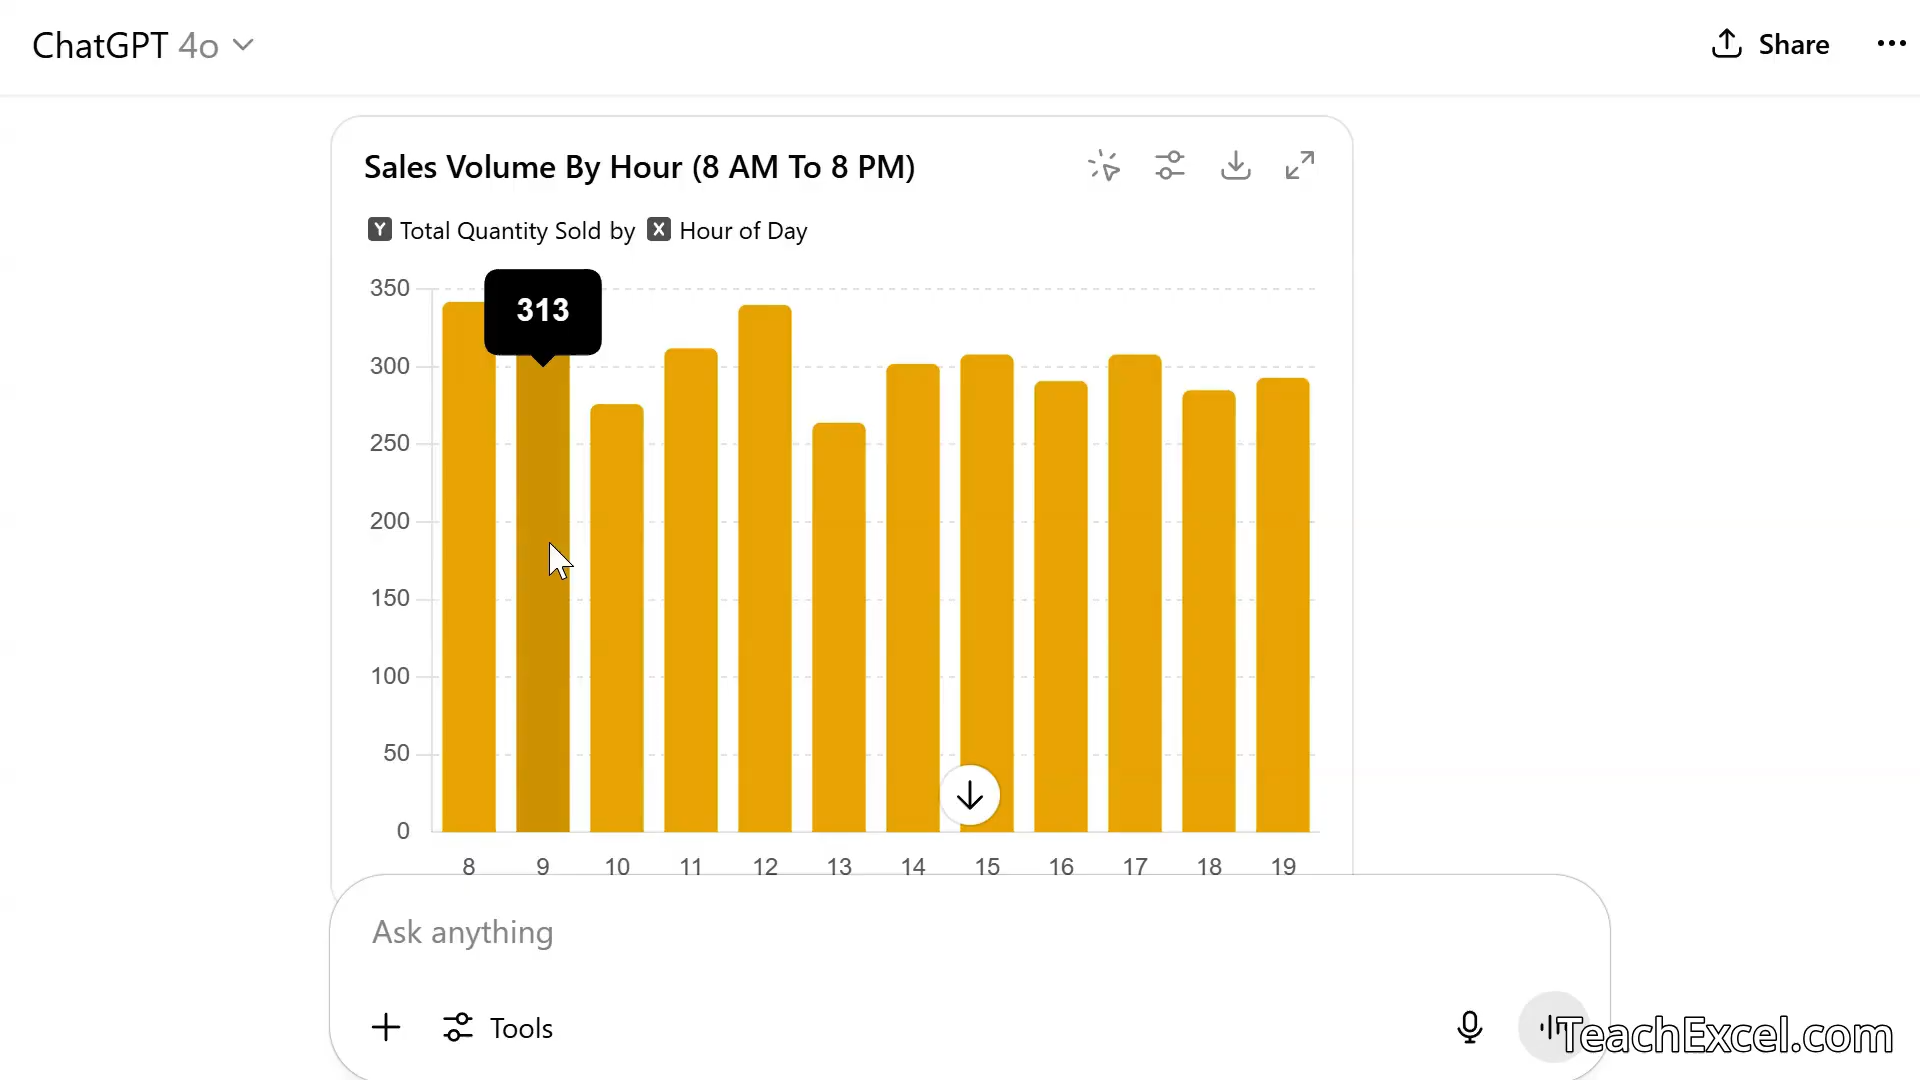 ChatGPT 4o
Share
Sales Volume By Hour (8 AM To 8 PM)
Y Total Quantity Sold by X Hour of Day
350
313
300
250
200
150
100
50
0
8 9 10 11 12 13 14 15 16 17 18 19
Ask anything
Tools
TeachExcel.com